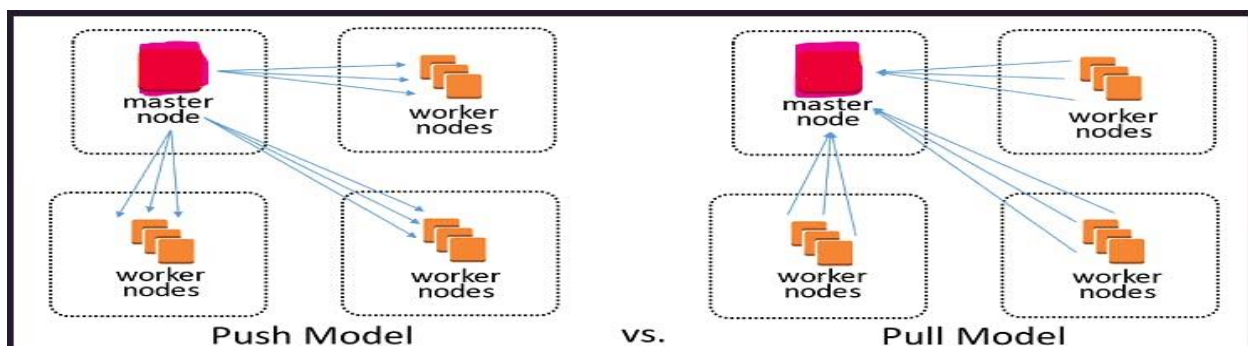 master
node
worker
nodes
worker
nodes
worker
nodes
Push Model
vs.
master
node
worker
nodes
worker
nodes
worker
nodes
Pull Model